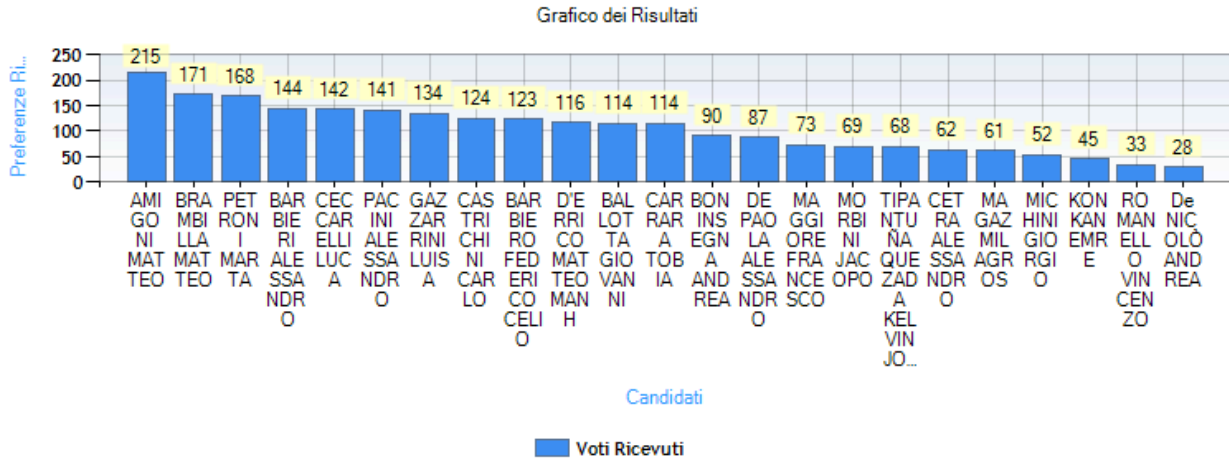 Grafico dei Risultati
Preferenze Ri...
250
200
150
100
50
0
215
171
168
144
142
141
134
124
123
116
114
114
90
87
73
69
68
62
61
52
45
33
28
AMI
GO
NI
MAT
TEO
BRA
MBI
LLA
MAT
TEO
PET
RON
I
MAR
TA
BAR
BIE
RI
ALE
SSA
NDR
O
CEC
CAR
ELLI
LUC
A
PAC
INI
ALE
SSA
NDR
O
GAZ
ZAR
RINI
LUIS
A
CAS
TRI
CHI
NI
CAR
LO
BAR
BIE
RO
FED
ERI
CO
CELI
O
D'E
RRI
CO
MAT
TEO
MAN
H
BAL
LOT
TA
GIO
VAN
NI
CAR
RAR
A
TOB
IA
BON
INS
EGN
A
AND
REA
DE
PAO
LA
ALE
SSA
NDR
O
MA
GGI
ORE
FRA
NCE
SCO
MO
RBI
NI
JAC
OPO
TIPA
NTU
ÑA
QUE
ZAD
A
KEL
VIN
JO...
CET
RA
ALE
SSA
NDR
O
MA
GAZ
MIL
AGR
OS
MIC
HINI
GIO
RGI
O
KON
KAN
EMR
E
RO
MAN
ELL
O
VIN
CEN
ZO
De
NIC
OLÒ
AND
REA
Candidati
Voti Ricevuti